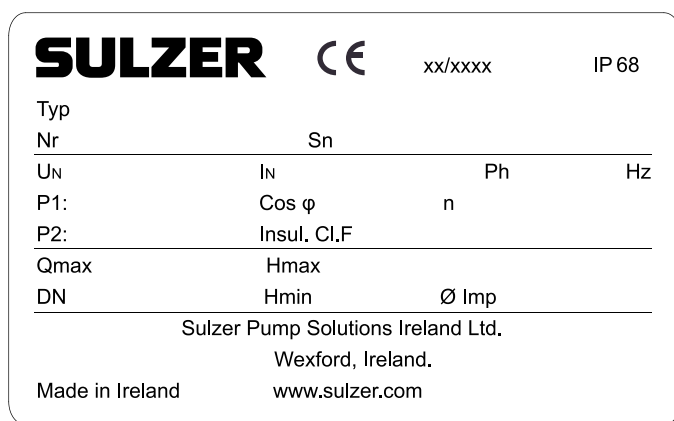 SULZER CE xx/xxxx IP 68
Typ
Nr Sn
UN IN Ph Hz
P1: Cos φ n
P2: Insul. Cl.F
Qmax Hmax
DN Hmin Ø Imp
Sulzer Pump Solutions Ireland Ltd.
Wexford, Ireland.
Made in Ireland www.sulzer.com